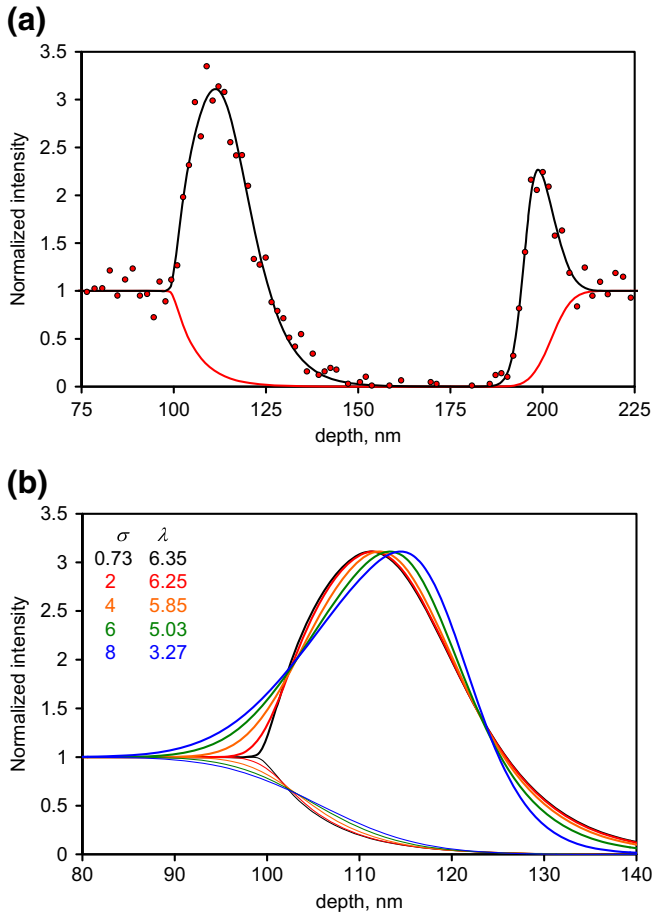 (a)
3.5
3
2.5
2
1.5
1
0.5
0
Normalized intensity
75 100 125 150 175 200 225
depth, nm
(b)
3.5
3
2.5
2
1.5
1
0.5
0
Normalized intensity
σ λ
0.73 6.35
2 6.25
4 5.85
6 5.03
8 3.27
80 90 100 110 120 130 140
depth, nm